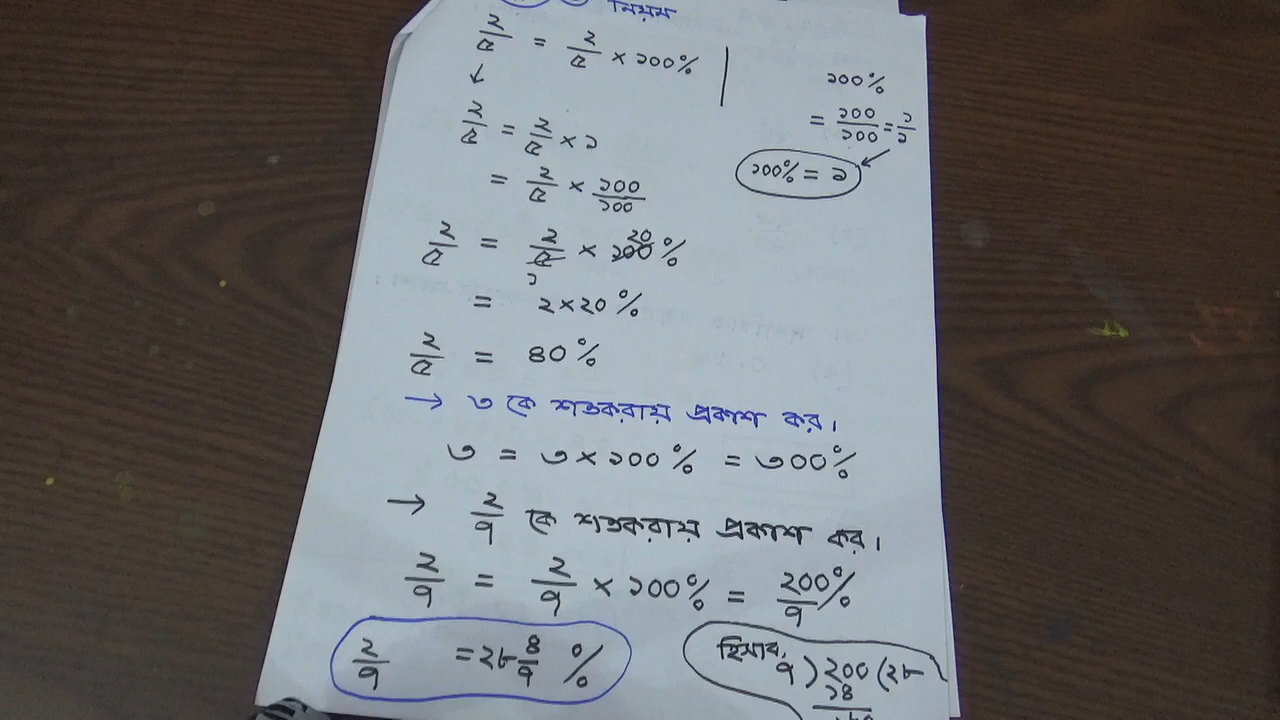 নিয়ম
২/৫ = ২/৫ × ১০০%
↓
২/৫ = ২/৫ × ১
= ২/৫ × ১০০/১০০
২/৫ = ২/৫ × ১০০% ২০
১
= ২×২০%
২/৫ = ৪০%
১০০%
= ১০০/১০০ = ১/১
১০০% = ১
→ ৩ কে শতকরায় প্রকাশ কর।
৩ = ৩×১০০% = ৩০০%
→ ২/৭ কে শতকরায় প্রকাশ কর।
২/৭ = ২/৭ × ১০০% = ২০০/৭%
২/৭ = ২৮ ৪/৭ %
হিসাব,
৭)২০০(২৮
১৪